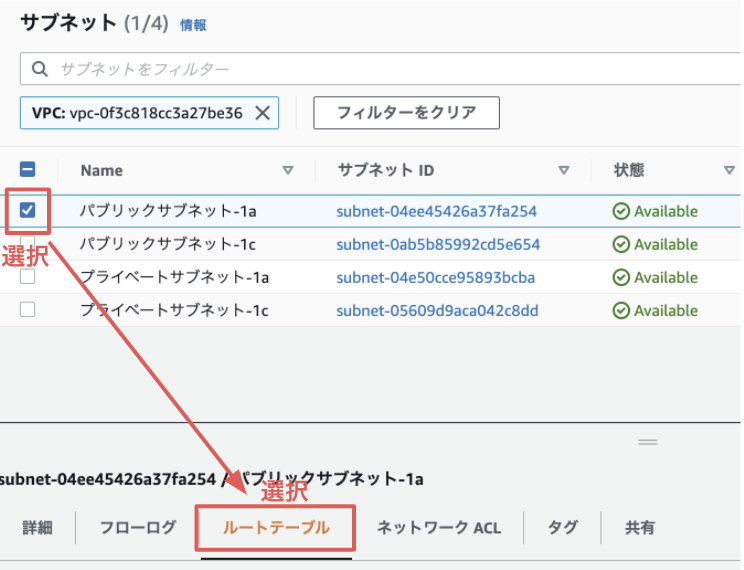 サブネット (1/4) 情報
サブネットをフィルター
VPC: vpc-0f3c818cc3a27be36 フィルターをクリア
Name サブネット ID 状態
パブリックサブネット-1a subnet-04ee45426a37fa254 Available
選択
パブリックサブネット-1c subnet-0ab5b85992cd5e654 Available
プライベートサブネット-1a subnet-04e50cce95893bcba Available
プライベートサブネット-1c subnet-05609d9aca042c8dd Available
subnet-04ee45426a37fa254 / パブリックサブネット-1a
選択
詳細 フローログ ルートテーブル ネットワーク ACL タグ 共有